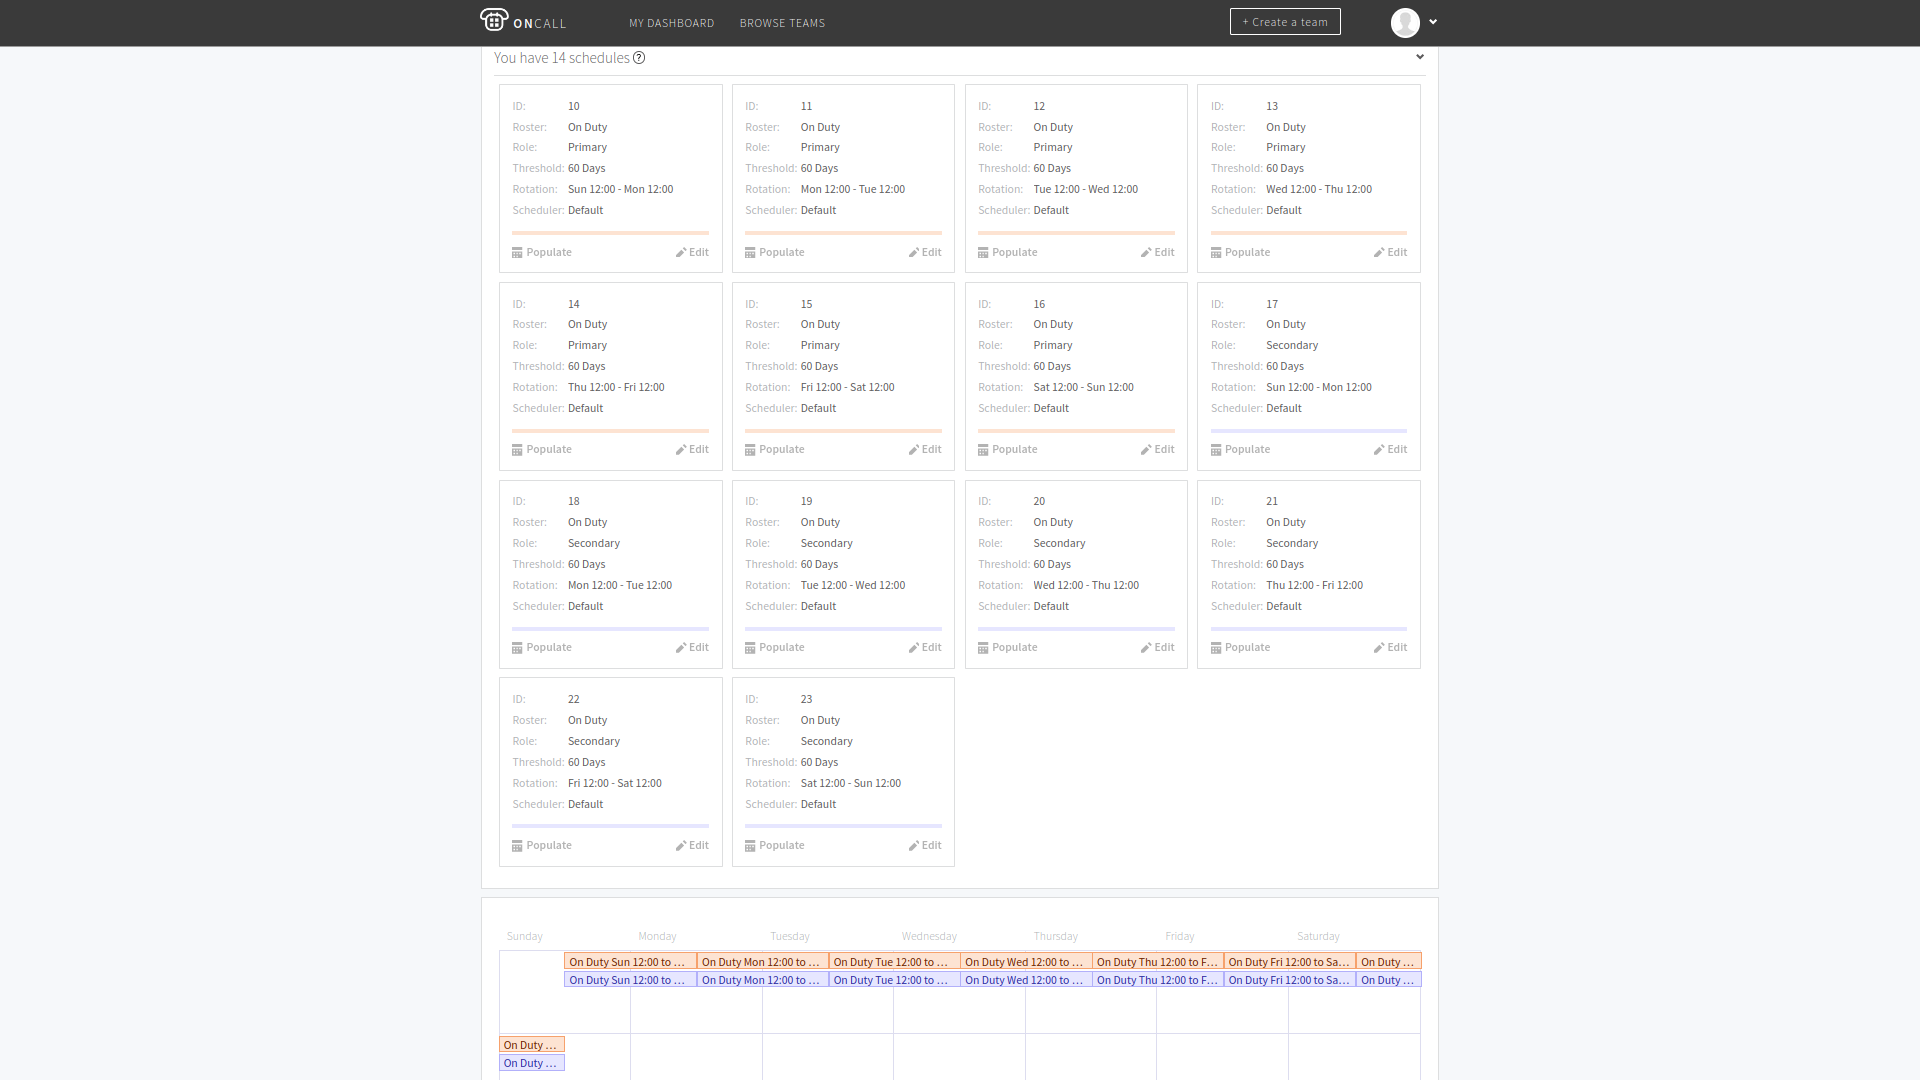 ONCALL MY DASHBOARD BROWSE TEAMS + Create a team
You have 14 schedules ?
ID: 10
Roster: On Duty
Role: Primary
Threshold: 60 Days
Rotation: Sun 12:00 - Mon 12:00
Scheduler: Default
Populate Edit
ID: 11
Roster: On Duty
Role: Primary
Threshold: 60 Days
Rotation: Mon 12:00 - Tue 12:00
Scheduler: Default
Populate Edit
ID: 12
Roster: On Duty
Role: Primary
Threshold: 60 Days
Rotation: Tue 12:00 - Wed 12:00
Scheduler: Default
Populate Edit
ID: 13
Roster: On Duty
Role: Primary
Threshold: 60 Days
Rotation: Wed 12:00 - Thu 12:00
Scheduler: Default
Populate Edit
ID: 14
Roster: On Duty
Role: Primary
Threshold: 60 Days
Rotation: Thu 12:00 - Fri 12:00
Scheduler: Default
Populate Edit
ID: 15
Roster: On Duty
Role: Primary
Threshold: 60 Days
Rotation: Fri 12:00 - Sat 12:00
Scheduler: Default
Populate Edit
ID: 16
Roster: On Duty
Role: Primary
Threshold: 60 Days
Rotation: Sat 12:00 - Sun 12:00
Scheduler: Default
Populate Edit
ID: 17
Roster: On Duty
Role: Secondary
Threshold: 60 Days
Rotation: Sun 12:00 - Mon 12:00
Scheduler: Default
Populate Edit
ID: 18
Roster: On Duty
Role: Secondary
Threshold: 60 Days
Rotation: Mon 12:00 - Tue 12:00
Scheduler: Default
Populate Edit
ID: 19
Roster: On Duty
Role: Secondary
Threshold: 60 Days
Rotation: Tue 12:00 - Wed 12:00
Scheduler: Default
Populate Edit
ID: 20
Roster: On Duty
Role: Secondary
Threshold: 60 Days
Rotation: Wed 12:00 - Thu 12:00
Scheduler: Default
Populate Edit
ID: 21
Roster: On Duty
Role: Secondary
Threshold: 60 Days
Rotation: Thu 12:00 - Fri 12:00
Scheduler: Default
Populate Edit
ID: 22
Roster: On Duty
Role: Secondary
Threshold: 60 Days
Rotation: Fri 12:00 - Sat 12:00
Scheduler: Default
Populate Edit
ID: 23
Roster: On Duty
Role: Secondary
Threshold: 60 Days
Rotation: Sat 12:00 - Sun 12:00
Scheduler: Default
Populate Edit
Sunday Monday Tuesday Wednesday Thursday Friday Saturday
On Duty Sun 12:00 to ... On Duty Mon 12:00 to ... On Duty Tue 12:00 to ... On Duty Wed 12:00 to ... On Duty Thu 12:00 to F... On Duty Fri 12:00 to Sa... On Duty ...
On Duty Sun 12:00 to ... On Duty Mon 12:00 to ... On Duty Tue 12:00 to ... On Duty Wed 12:00 to ... On Duty Thu 12:00 to F... On Duty Fri 12:00 to Sa... On Duty ...
On Duty ...
On Duty ...